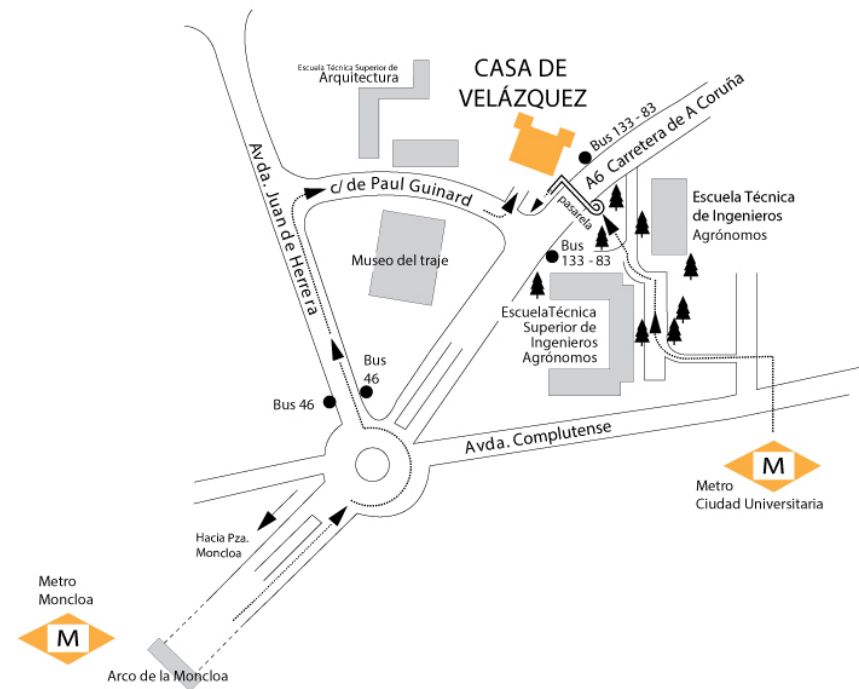 Escuela Técnica Superior de
Arquitectura
CASA DE
VELÁZQUEZ
Bus 133 - 83
A6 Carretera de A Coruña
Avda. Juan de Herrera
c/ de Paul Guinard
pasarela
Escuela Técnica
de Ingenieros
Agrónomos
Museo del traje
Bus
133 - 83
EscuelaTécnica
Superior de
Ingenieros
Agrónomos
Bus
46
Bus 46
Avda. Complutense
M
Metro
Ciudad Universitaria
Hacia Pza.
Moncloa
Metro
Moncloa
M
Arco de la Moncloa